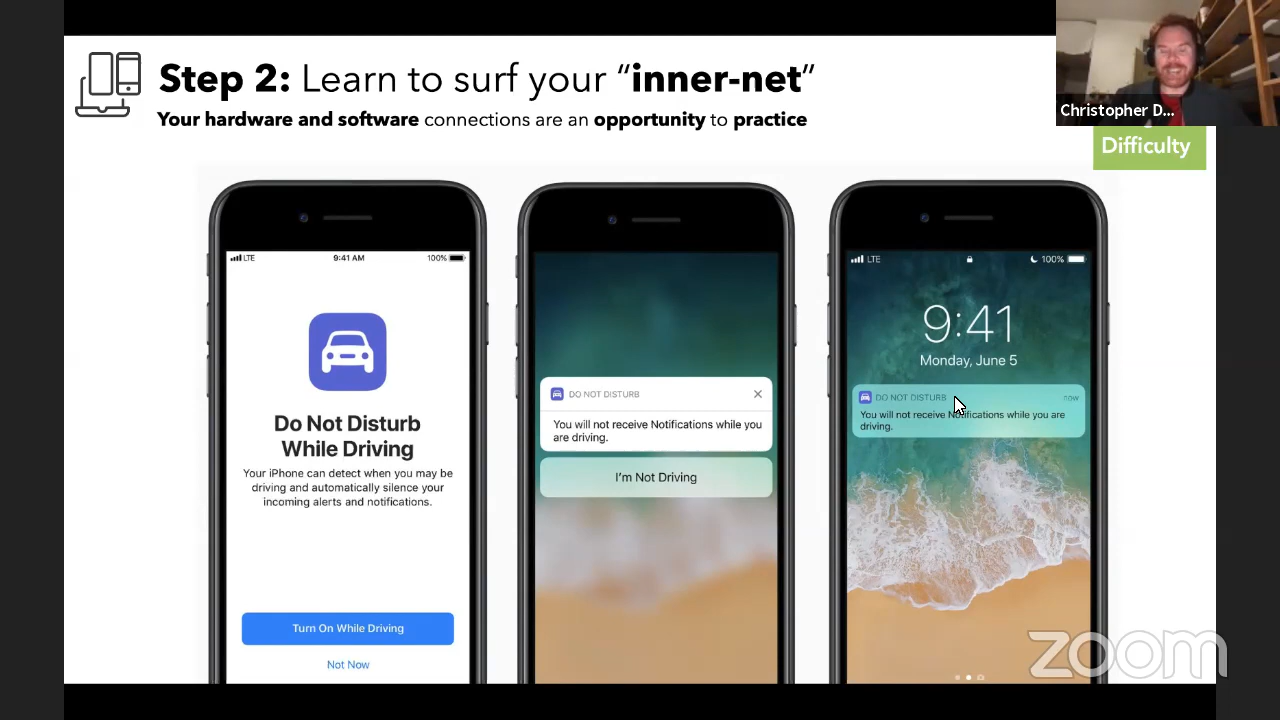 Step 2: Learn to surf your “inner-net”
Your hardware and software connections are an opportunity to practice
Christopher D...
Difficulty
LTE
9:41 AM
100%
Do Not Disturb
While Driving
Your iPhone can detect when you may be
driving and automatically silence your
incoming alerts and notifications.
Turn On While Driving
Not Now
DO NOT DISTURB
You will not receive Notifications while you
are driving.
I'm Not Driving
LTE
100%
9:41
Monday, June 5
DO NOT DISTURB
now
You will not receive Notifications while you are
driving.
zoom